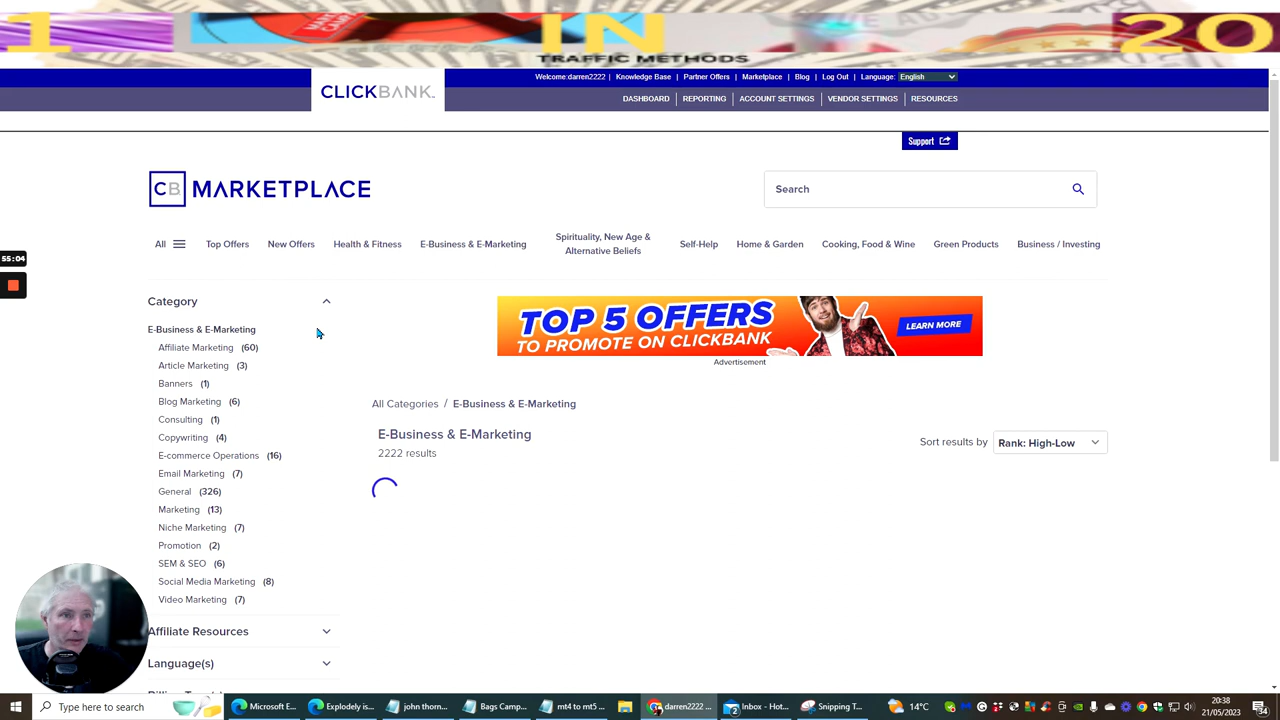 1 IN 20
TRAFFIC METHODS
Welcome:darren2222 | Knowledge Base | Partner Offers | Marketplace | Blog | Log Out | Language: English
CLICKBANK
DASHBOARD REPORTING ACCOUNT SETTINGS VENDOR SETTINGS RESOURCES
Support
CB MARKETPLACE
Search
All Top Offers New Offers Health & Fitness E-Business & E-Marketing Spirituality, New Age & Alternative Beliefs Self-Help Home & Garden Cooking, Food & Wine Green Products Business / Investing
55:04
Category
TOP 5 OFFERS
TO PROMOTE ON CLICKBANK
LEARN MORE
Advertisement
E-Business & E-Marketing
Affiliate Marketing (60)
Article Marketing (3)
Banners (1)
Blog Marketing (6)
Consulting (1)
Copywriting (4)
E-commerce Operations (16)
Email Marketing (7)
General (326)
Marketing (13)
Niche Marketing (7)
Promotion (2)
SEM & SEO (6)
Social Media Marketing (8)
Video Marketing (7)
Affiliate Resources
Language(s)
All Categories / E-Business & E-Marketing
E-Business & E-Marketing
2222 results
Sort results by Rank: High-Low
Type here to search
Microsoft E...
Explodely is...
john thorn...
Bags Camp...
mt4 to mt5 ...
darren2222 ...
Inbox - Hot...
Snipping T...
14°C
20:38
21/05/2023